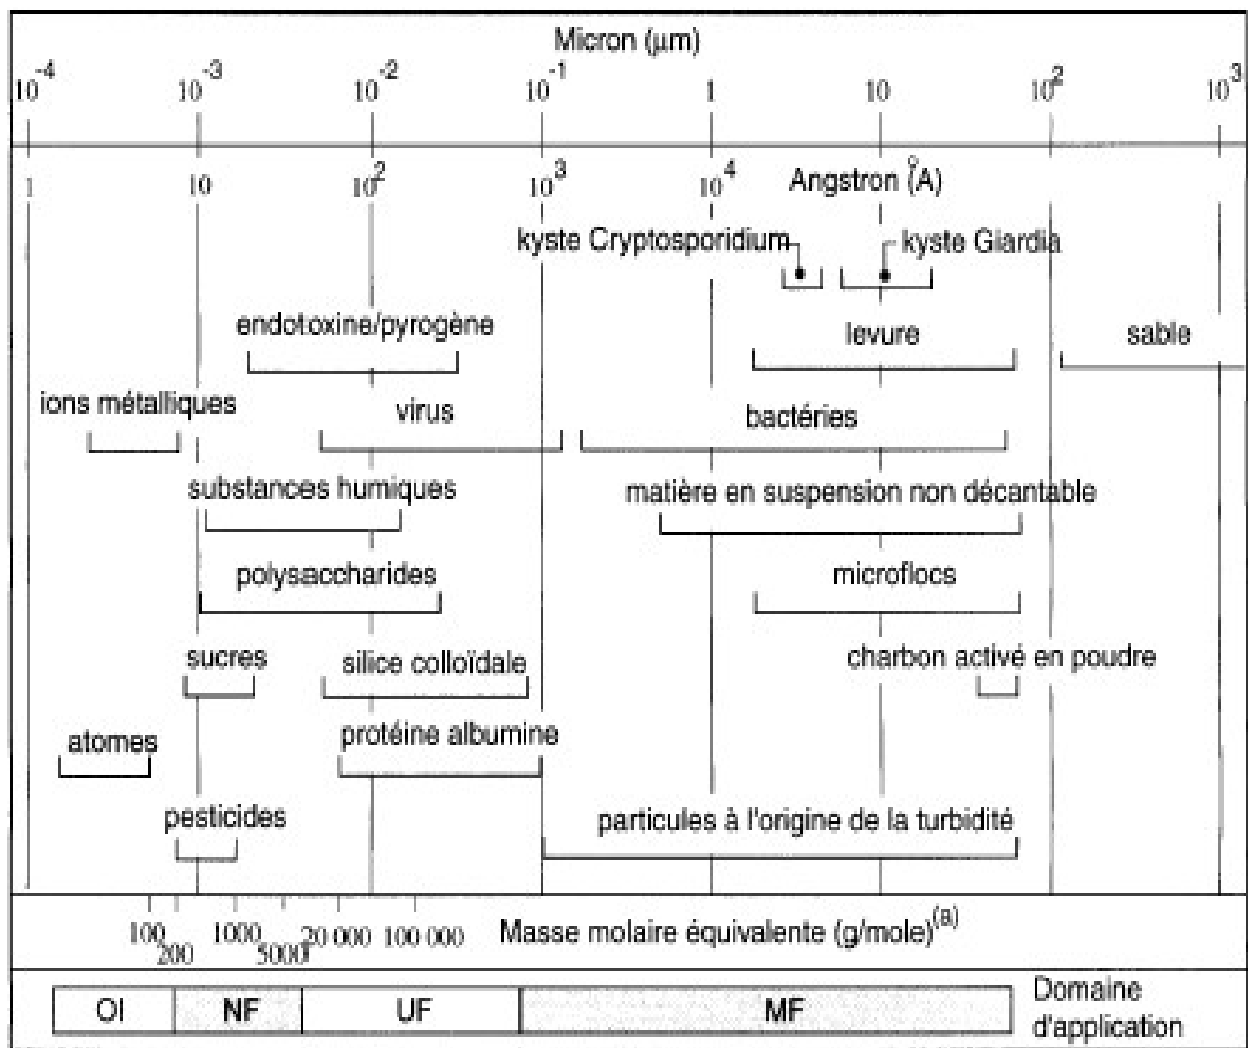 Micron (µm)
10⁻⁴ 10⁻³ 10⁻² 10⁻¹ 1 10 10² 10³
1 10 10² 10³ 10⁴ Angstron (Å)
kyste Cryptosporidium kyste Giardia
endotoxine/pyrogène levure sable
ions métalliques virus bactéries
substances humiques matière en suspension non décantable
polysaccharides microflocs
sucres silice colloïdale charbon activé en poudre
atomes protéine albumine
pesticides particules à l'origine de la turbidité
100 200 1000 5000 20 000 100 000 Masse molaire équivalente (g/mole)⁽ᵃ⁾
OI NF UF MF Domaine
d'application